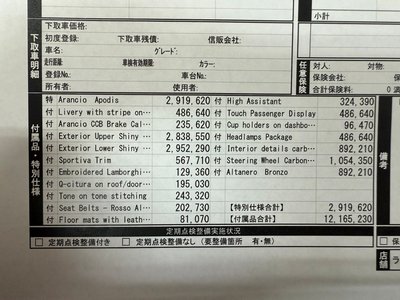 下取車価格:
小計
初度登録: 下取車残債: 信販会社:
車名: グレード:
走行距離: 車検有効期間: カラー:
登録No.: 車台No.:
所有者: 使用者:
下取車明細
任意保険
対人: 対物:
保険会社:
合計保険料: 0
付属品・特別仕様
特 Arancio Apodis 2,919,620
付 Livery with stripe on… 486,640
付 Arancio CCB Brake Cal… 235,620
付 Exterior Upper Shiny … 2,838,550
付 Exterior Lower Shiny … 2,952,290
付 Sportiva Trim 567,710
付 Embroidered Lamborghi… 129,360
付 Q-citura on roof/door… 195,030
付 Tone on tone stitching 243,320
付 Seat Belts - Rosso Al… 202,730
付 Floor mats with leath… 81,070
付 High Assistant 324,390
付 Touch Passenger Display 486,640
付 Cup holders on dashbo… 96,470
付 Headlamps Package 486,640
付 Interior details carb… 892,210
付 Steering Wheel Carbon… 1,054,350
付 Altanero Bronzo 892,210
【特別仕様合計】 2,919,620
【付属品合計】 12,165,230
備考
定期点検整備実施状況
□ 定期点検整備付き □ 定期点検整備なし (要整備箇所 有・無)
□ 保
店舗